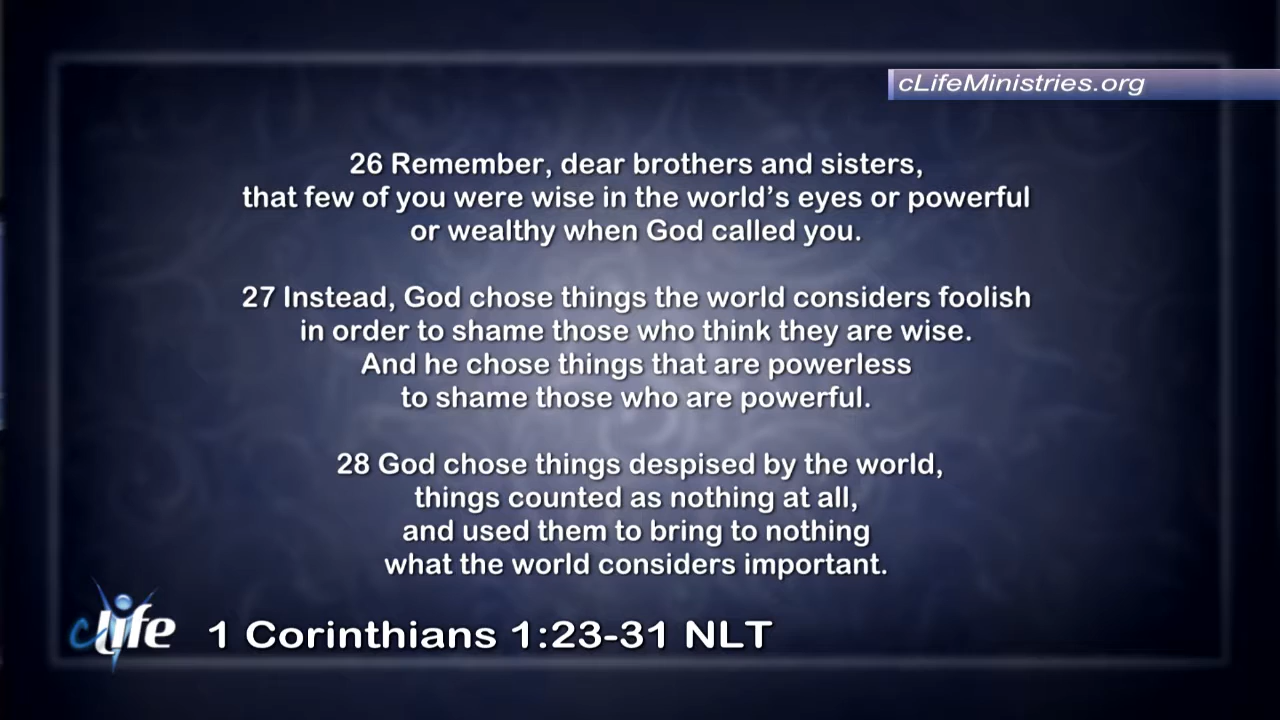 cLifeMinistries.org
26 Remember, dear brothers and sisters,
that few of you were wise in the world’s eyes or powerful
or wealthy when God called you.
27 Instead, God chose things the world considers foolish
in order to shame those who think they are wise.
And he chose things that are powerless
to shame those who are powerful.
28 God chose things despised by the world,
things counted as nothing at all,
and used them to bring to nothing
what the world considers important.
cLife
1 Corinthians 1:23-31 NLT